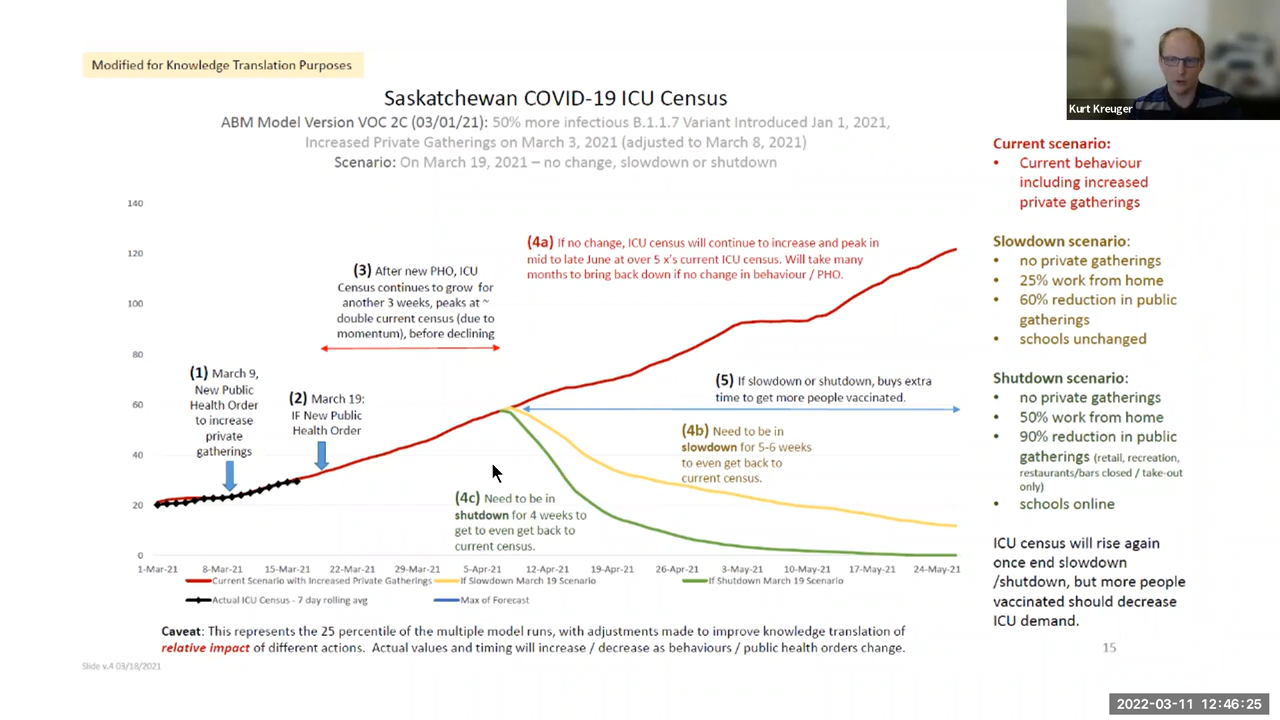 Modified for Knowledge Translation Purposes
Kurt Kreuger
Saskatchewan COVID-19 ICU Census
ABM Model Version VOC 2C (03/01/21): 50% more infectious B.1.1.7 Variant Introduced Jan 1, 2021,
Increased Private Gatherings on March 3, 2021 (adjusted to March 8, 2021)
Scenario: On March 19, 2021 – no change, slowdown or shutdown
140
120
100
80
60
40
20
0
(1) March 9,
New Public
Health Order
to increase
private
gatherings
(2) March 19:
IF New Public
Health Order
(3) After new PHO, ICU
Census continues to grow for
another 3 weeks, peaks at ~
double current census (due to
momentum), before declining
(4a) If no change, ICU census will continue to increase and peak in
mid to late June at over 5 x's current ICU census. Will take many
months to bring back down if no change in behaviour / PHO.
(5) If slowdown or shutdown, buys extra
time to get more people vaccinated.
(4b) Need to be in
slowdown for 5-6 weeks
to even get back to
current census.
(4c) Need to be in
shutdown for 4 weeks to
get to even get back to
current census.
1-Mar-21 8-Mar-21 15-Mar-21 22-Mar-21 29-Mar-21 5-Apr-21 12-Apr-21 19-Apr-21 26-Apr-21 3-May-21 10-May-21 17-May-21 24-May-21
Current Scenario with Increased Private Gatherings If Slowdown March 19 Scenario If Shutdown March 19 Scenario
Actual ICU Census - 7 day rolling avg Max of Forecast
Caveat: This represents the 25 percentile of the multiple model runs, with adjustments made to improve knowledge translation of
relative impact of different actions. Actual values and timing will increase / decrease as behaviours / public health orders change.
Slide v.4 03/18/2021
Current scenario:
• Current behaviour
including increased
private gatherings
Slowdown scenario:
• no private gatherings
• 25% work from home
• 60% reduction in public
gatherings
• schools unchanged
Shutdown scenario:
• no private gatherings
• 50% work from home
• 90% reduction in public
gatherings (retail, recreation,
restaurants/bars closed / take-out
only)
• schools online
ICU census will rise again
once end slowdown
/shutdown, but more people
vaccinated should decrease
ICU demand.
15
2022-03-11 12:46:25